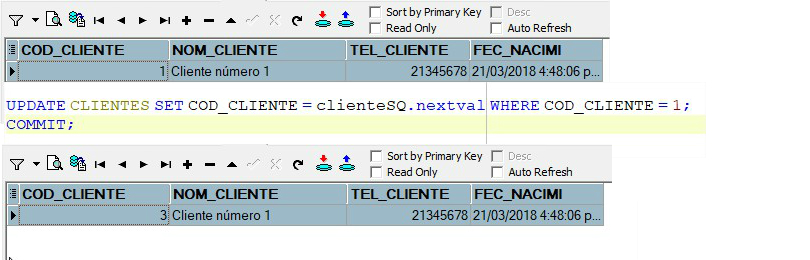 Sort by Primary Key Desc
Read Only Auto Refresh
COD_CLIENTE NOM_CLIENTE TEL_CLIENTE FEC_NACIMI
1 Cliente número 1 21345678 21/03/2018 4:48:06 p...
UPDATE CLIENTES SET COD_CLIENTE = clienteSQ.nextval WHERE COD_CLIENTE = 1;
COMMIT;
Sort by Primary Key Desc
Read Only Auto Refresh
COD_CLIENTE NOM_CLIENTE TEL_CLIENTE FEC_NACIMI
3 Cliente número 1 21345678 21/03/2018 4:48:06 p...